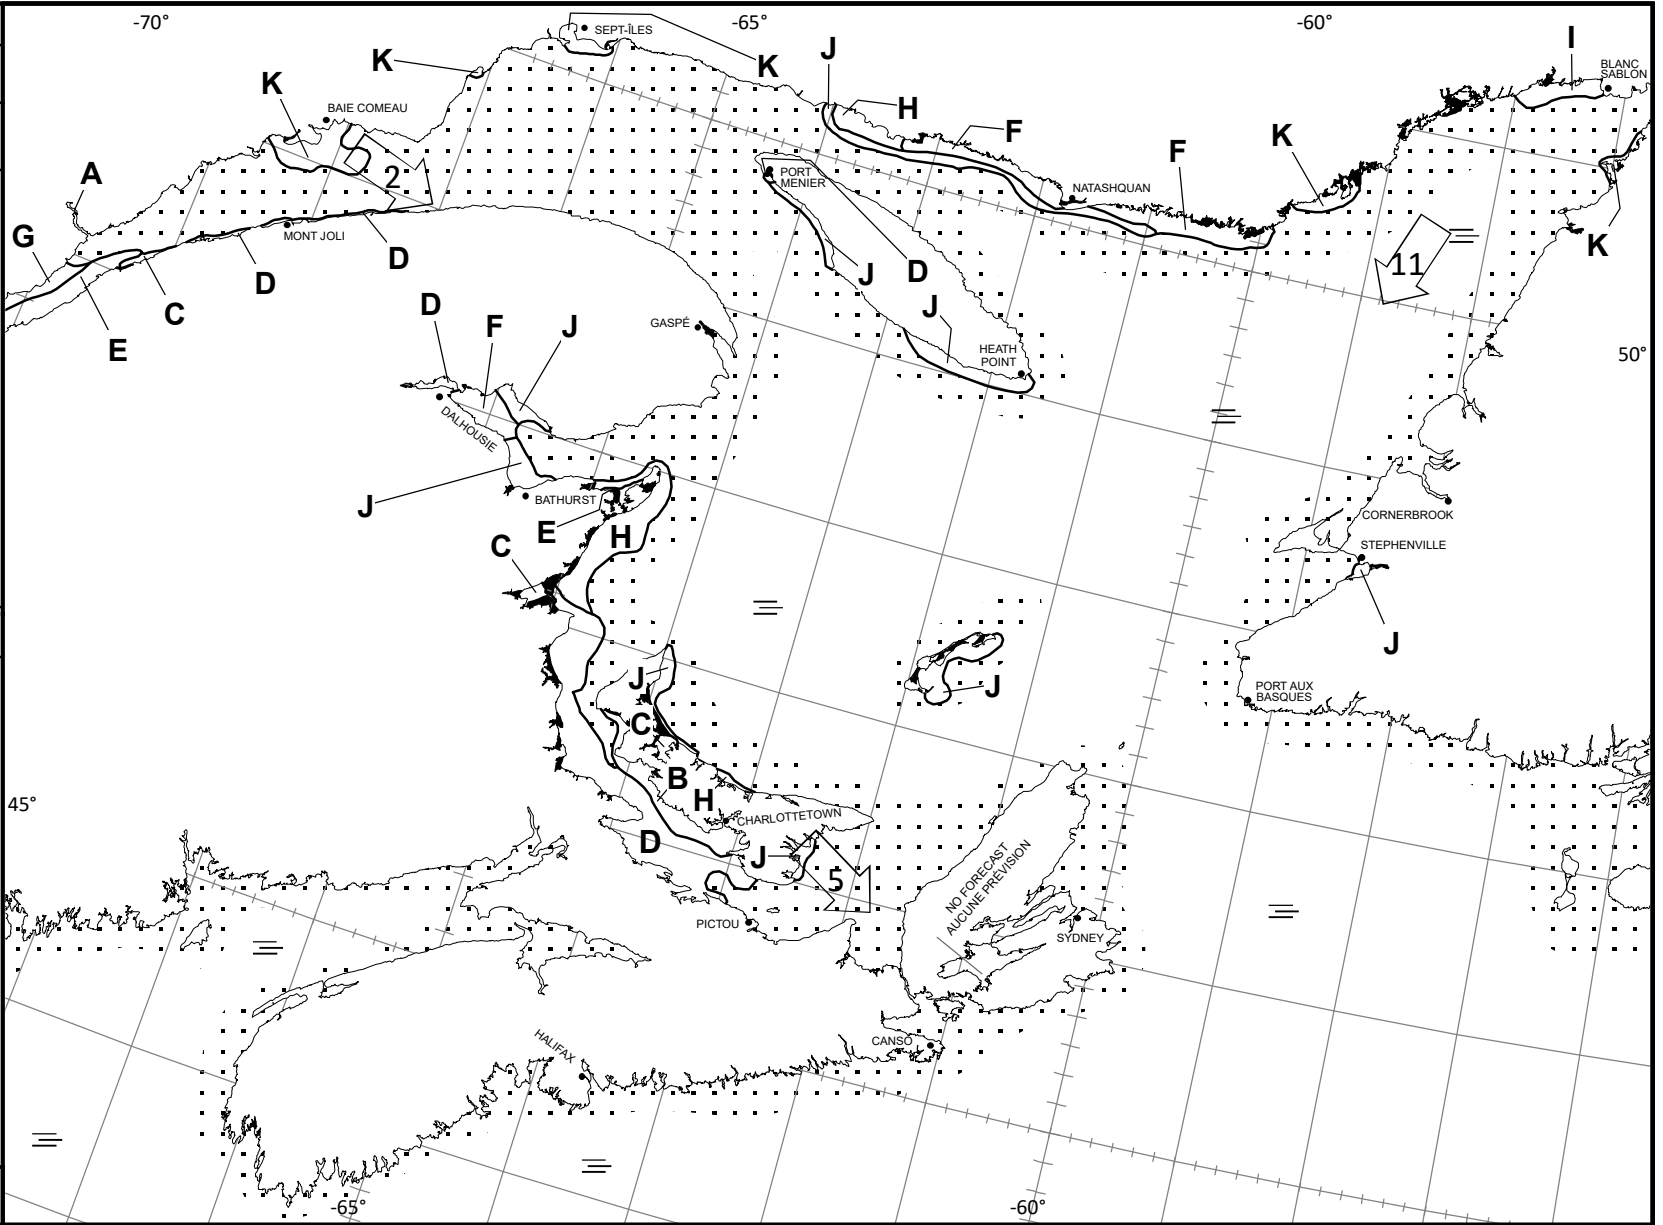 -70°
-65°
-60°
SEPT-ÎLES
J
I
K
K
BLANC
SABLON
K
H
BAIE COMEAU
F
K
F
A
2
PORT
MENIER
NATASHQUAN
G
MONT JOLI
D
K
D
J
D
11
C
E
D
F
J
GASPÉ
J
HEATH
POINT
50°
DALHOUSIE
J
BATHURST
E
H
C
CORNERBROOK
STEPHENVILLE
J
J
J
PORT AUX
BASQUES
C
B
H
45°
CHARLOTTETOWN
D
J
5
NO FORECAST
AUCUNE PRÉVISION
PICTOU
SYDNEY
HALIFAX
CANSO
-65°
-60°